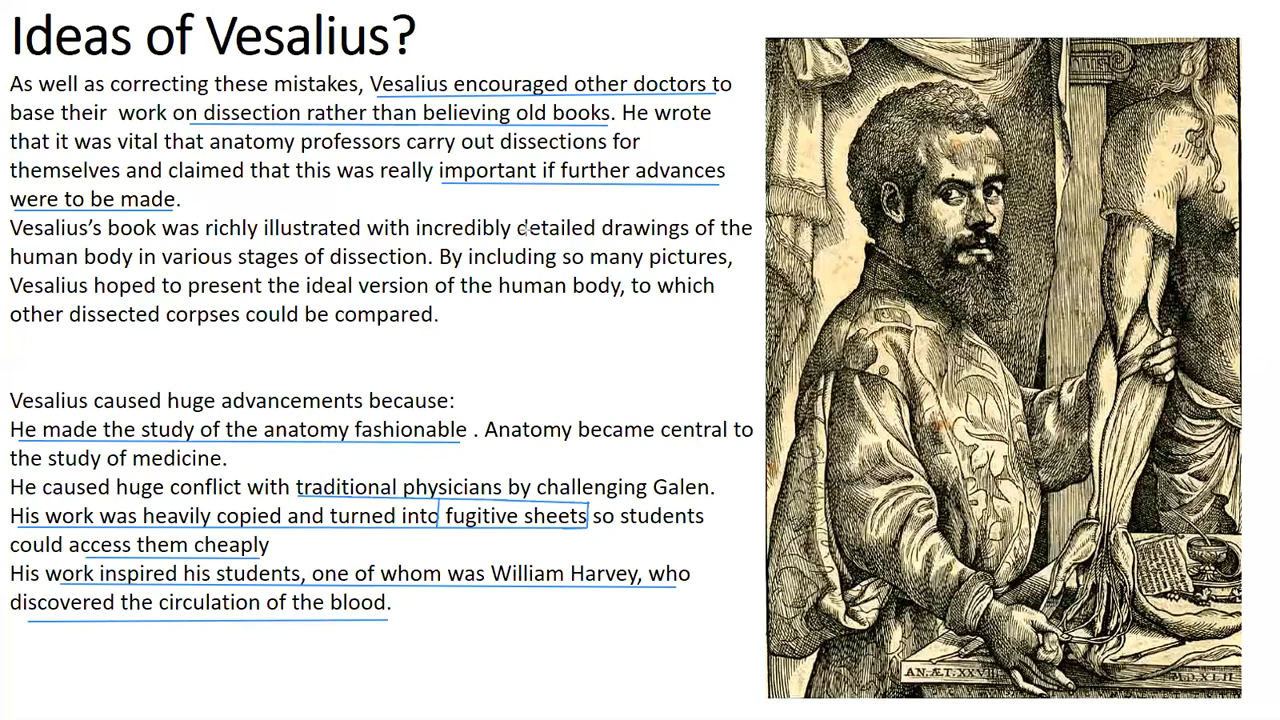 Ideas of Vesalius?
As well as correcting these mistakes, Vesalius encouraged other doctors to
base their  work on dissection rather than believing old books. He wrote
that it was vital that anatomy professors carry out dissections for
themselves and claimed that this was really important if further advances
were to be made.
Vesalius’s book was richly illustrated with incredibly detailed drawings of the
human body in various stages of dissection. By including so many pictures,
Vesalius hoped to present the ideal version of the human body, to which
other dissected corpses could be compared.
Vesalius caused huge advancements because:
He made the study of the anatomy fashionable . Anatomy became central to
the study of medicine.
He caused huge conflict with traditional physicians by challenging Galen.
His work was heavily copied and turned into fugitive sheets so students
could access them cheaply
His work inspired his students, one of whom was William Harvey, who
discovered the circulation of the blood.
AN. ÆT. XXVIII
M.D.XLII